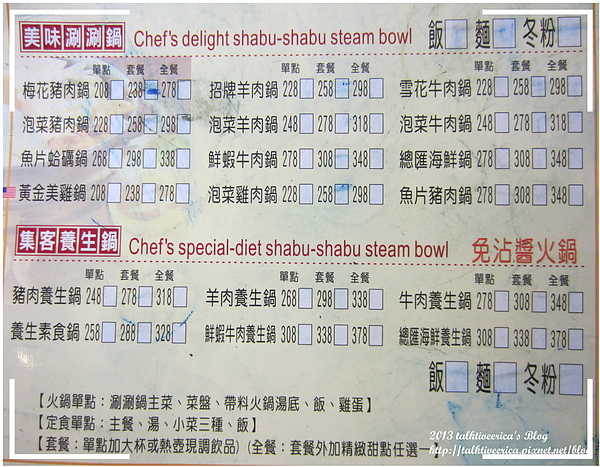 美味涮涮鍋 Chef's delight shabu-shabu steam bowl 飯 麵 冬粉
單點 套餐 全餐 單點 套餐 全餐 單點 套餐 全餐
梅花豬肉鍋 208 238 278 招牌羊肉鍋 228 258 298 雪花牛肉鍋 228 258 298
泡菜豬肉鍋 228 258 298 泡菜羊肉鍋 248 278 318 泡菜牛肉鍋 248 278 318
魚片蛤蠣鍋 268 298 338 鮮蝦牛肉鍋 278 308 348 總匯海鮮鍋 278 308 348
黃金美雞鍋 208 238 278 泡菜雞肉鍋 228 258 298 魚片豬肉鍋 278 308 348
集客養生鍋 Chef's special-diet shabu-shabu steam bowl 免沾醬火鍋
單點 套餐 全餐 單點 套餐 全餐 單點 套餐 全餐
豬肉養生鍋 248 278 318 羊肉養生鍋 268 298 338 牛肉養生鍋 278 308 348
養生素食鍋 258 288 328 鮮蝦牛肉養生鍋 308 338 378 總匯海鮮養生鍋 308 338 378
飯 麵 冬粉
【火鍋單點：涮涮鍋主菜、菜盤、帶料火鍋湯底、飯、雞蛋】
【定食單點：主餐、湯、小菜三種、飯】
【套餐：單點加大杯或熱壺現調飲品〕(全餐：套餐外加精緻甜點任選一
2013 talktiveerica's Blog
http://talktiveerica.pixnet.net/blo